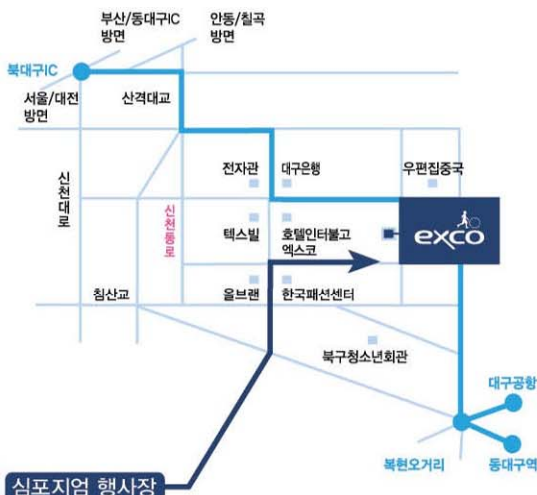 부산/동대구IC
방면
안동/칠곡
방면
북대구IC
서울/대전
방면
산격대교
전자관
대구은행
우편집중국
신천대로
신천동로
텍스빌
호텔인터불고
엑스코
exco
침산교
올브랜
한국패션센터
북구청소년회관
대구공항
복현오거리
동대구역
심포지엄 행사장